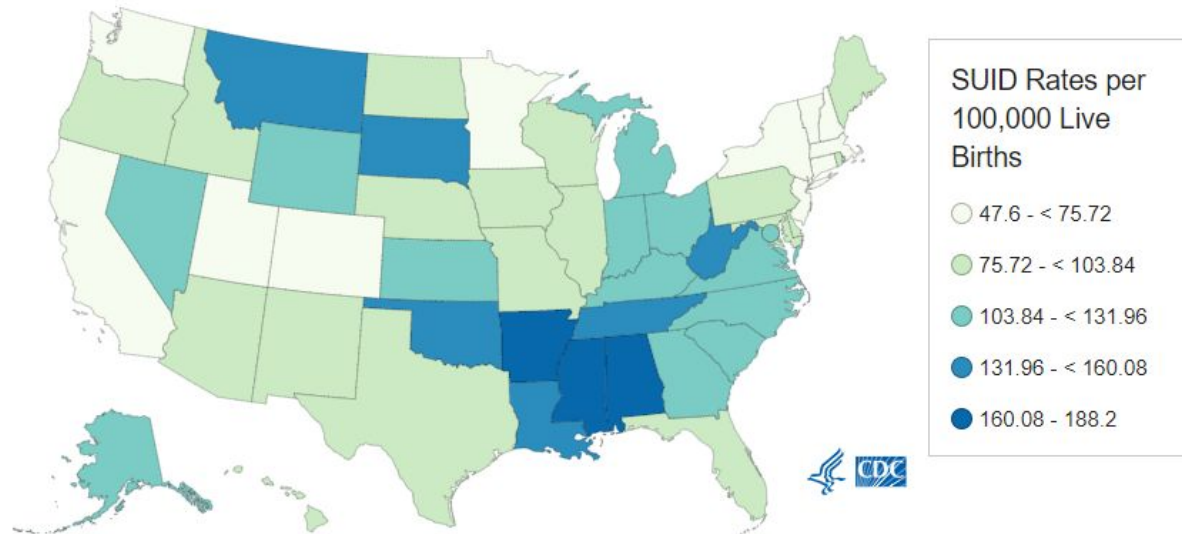 SUID Rates per
100,000 Live
Births
47.6 - < 75.72
75.72 - < 103.84
103.84 - < 131.96
131.96 - < 160.08
160.08 - 188.2
CDC